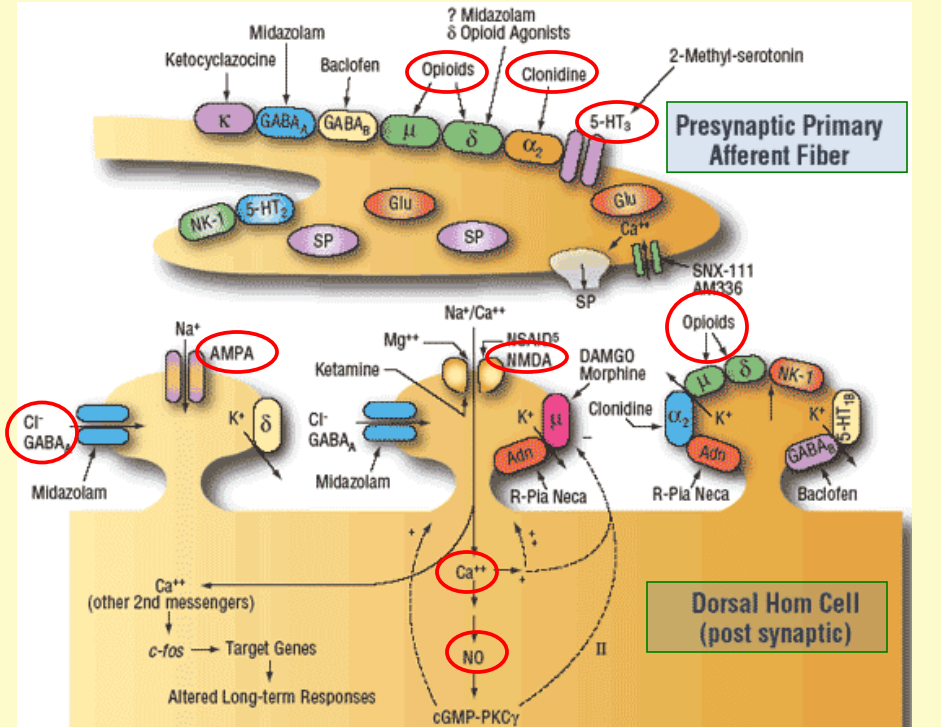 ? Midazolam
δ Opioid Agonists
Midazolam
Ketocyclazocine
Baclofen
Opioids
Clonidine
2-Methyl-serotonin
κ
GABAA
GABAB
μ
δ
α2
5-HT3
Presynaptic Primary
Afferent Fiber
NK-1
5-HT2
Glu
SP
SP
Glu
Ca++
SP
SNX-111
AM336
Na+
AMPA
Cl-
GABAA
Midazolam
K+
δ
Na+/Ca++
Mg++
NSAID5
NMDA
Ketamine
Cl-
GABAA
Midazolam
K+
μ
DAMGO
Morphine
–
Adn
R-Pia Neca
Opioids
μ
δ
NK-1
Clonidine
α2
K+
K+
5-HT1B
Adn
GABAB
R-Pia Neca
Baclofen
+
+
+
+
Ca++
Ca++
(other 2nd messengers)
c-fos
Target Genes
Altered Long-term Responses
NO
II
cGMP-PKCγ
Dorsal Hom Cell
(post synaptic)